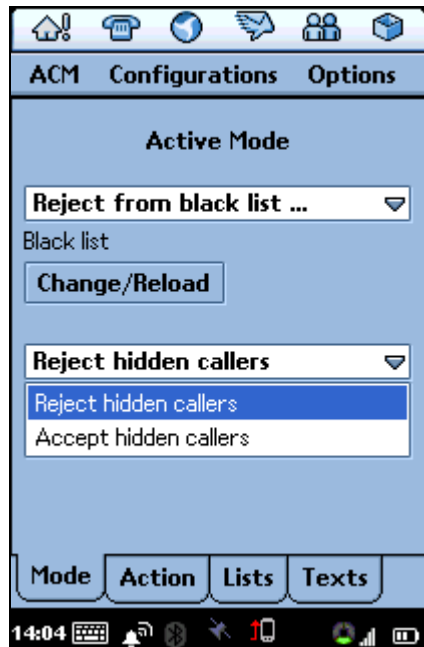 ACM Configurations Options
Active Mode
Reject from black list ...
Black list
Change/Reload
Reject hidden callers
Reject hidden callers
Accept hidden callers
Mode Action Lists Texts
14:04